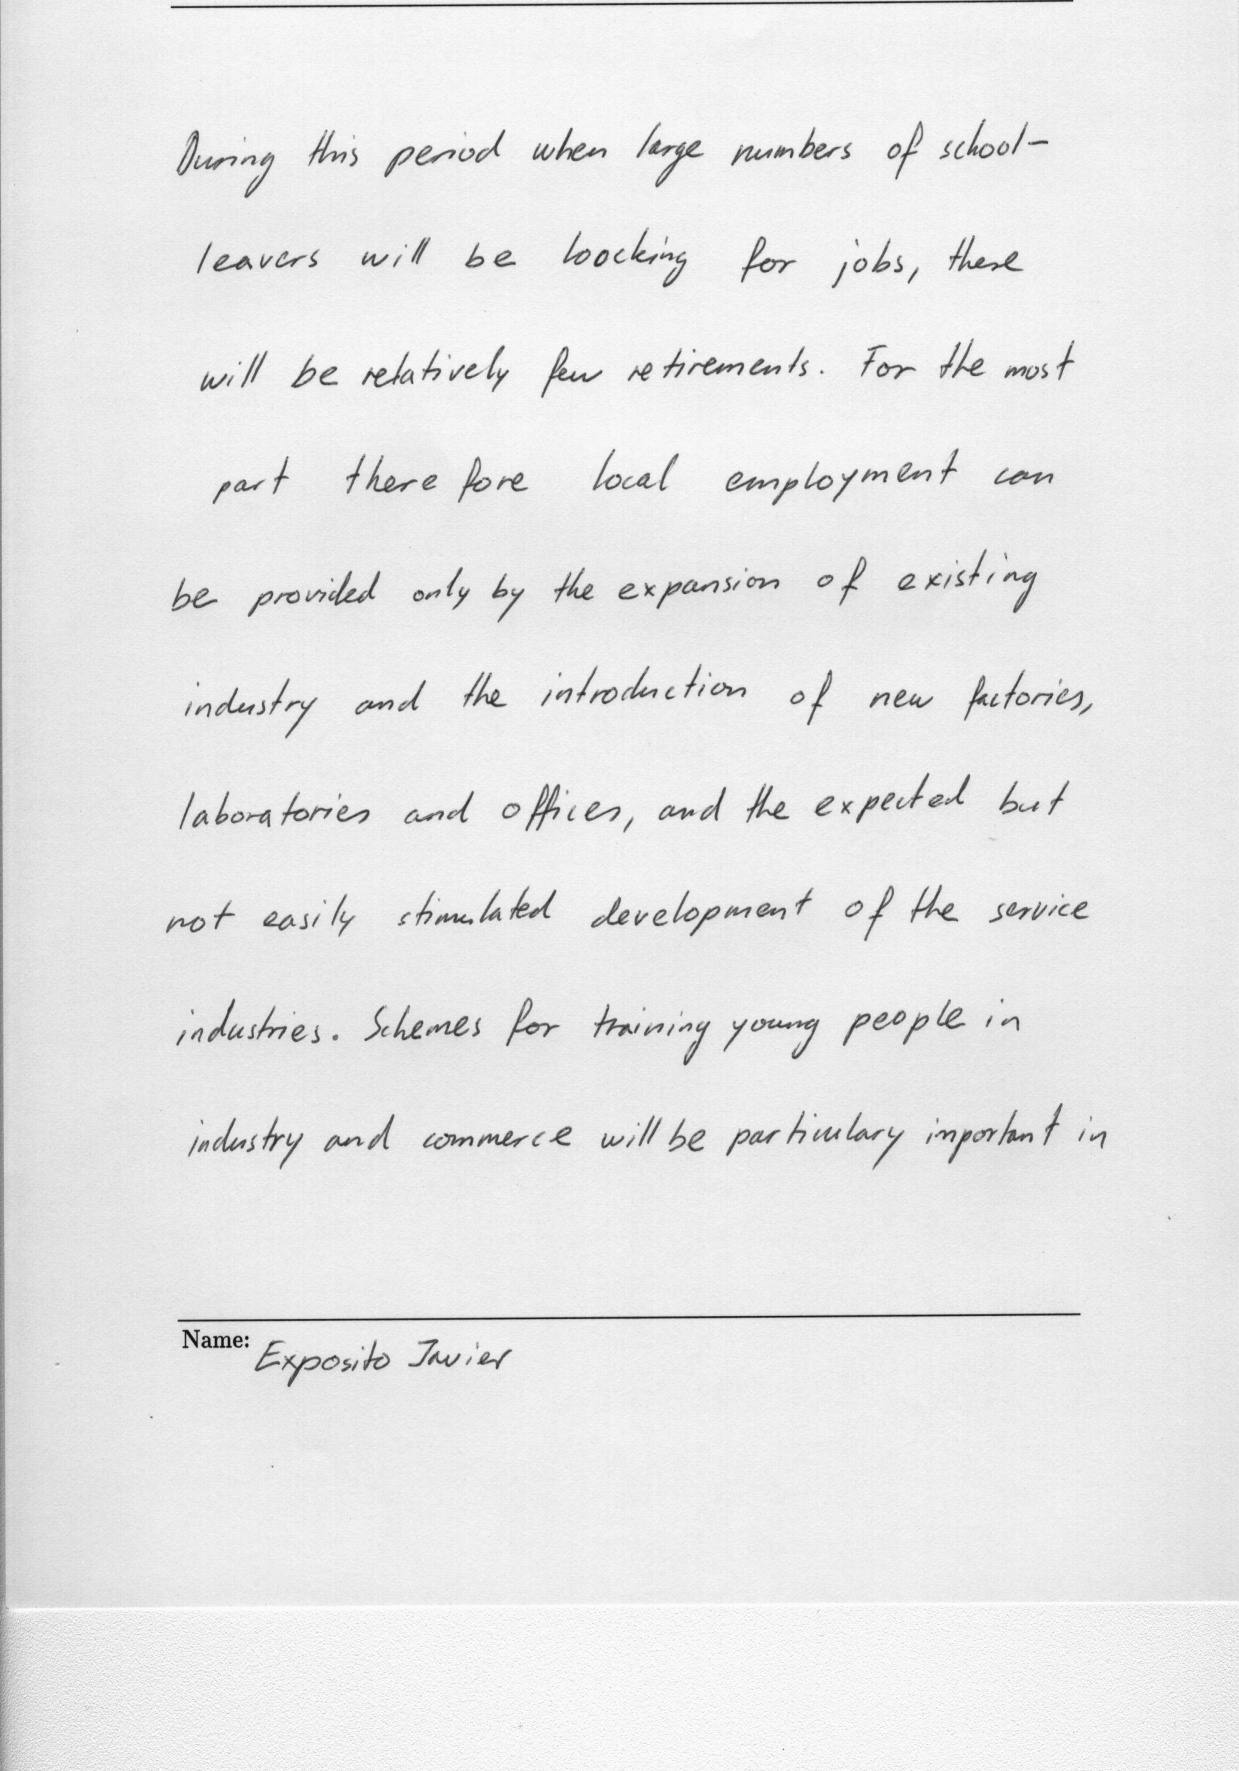 During this period when large numbers of school-
leavers will be loocking for jobs, there
will be relatively few retirements. For the most
part therefore local employment can
be provided only by the expansion of existing
industry and the introduction of new factories,
laboratories and offices, and the expected but
not easily stimulated development of the service
industries. Schemes for training young people in
industry and commerce will be particulary important in
Name: Exposito Javier